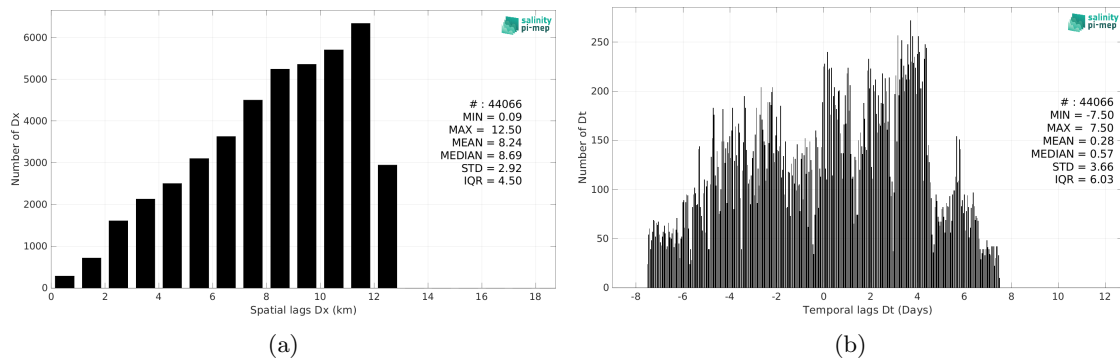 Number of Dx
6000
5000
4000
3000
2000
1000
0
0 2 4 6 8 10 12 14 16 18
Spatial lags Dx (km)
salinity
pi-mep
# : 44066
MIN = 0.09
MAX = 12.50
MEAN = 8.24
MEDIAN = 8.69
STD = 2.92
IQR = 4.50
(a)
Number of Dt
250
200
150
100
50
0
-8 -6 -4 -2 0 2 4 6 8 10 12
Temporal lags Dt (Days)
salinity
pi-mep
# : 44066
MIN = -7.50
MAX = 7.50
MEAN = 0.28
MEDIAN = 0.57
STD = 3.66
IQR = 6.03
(b)